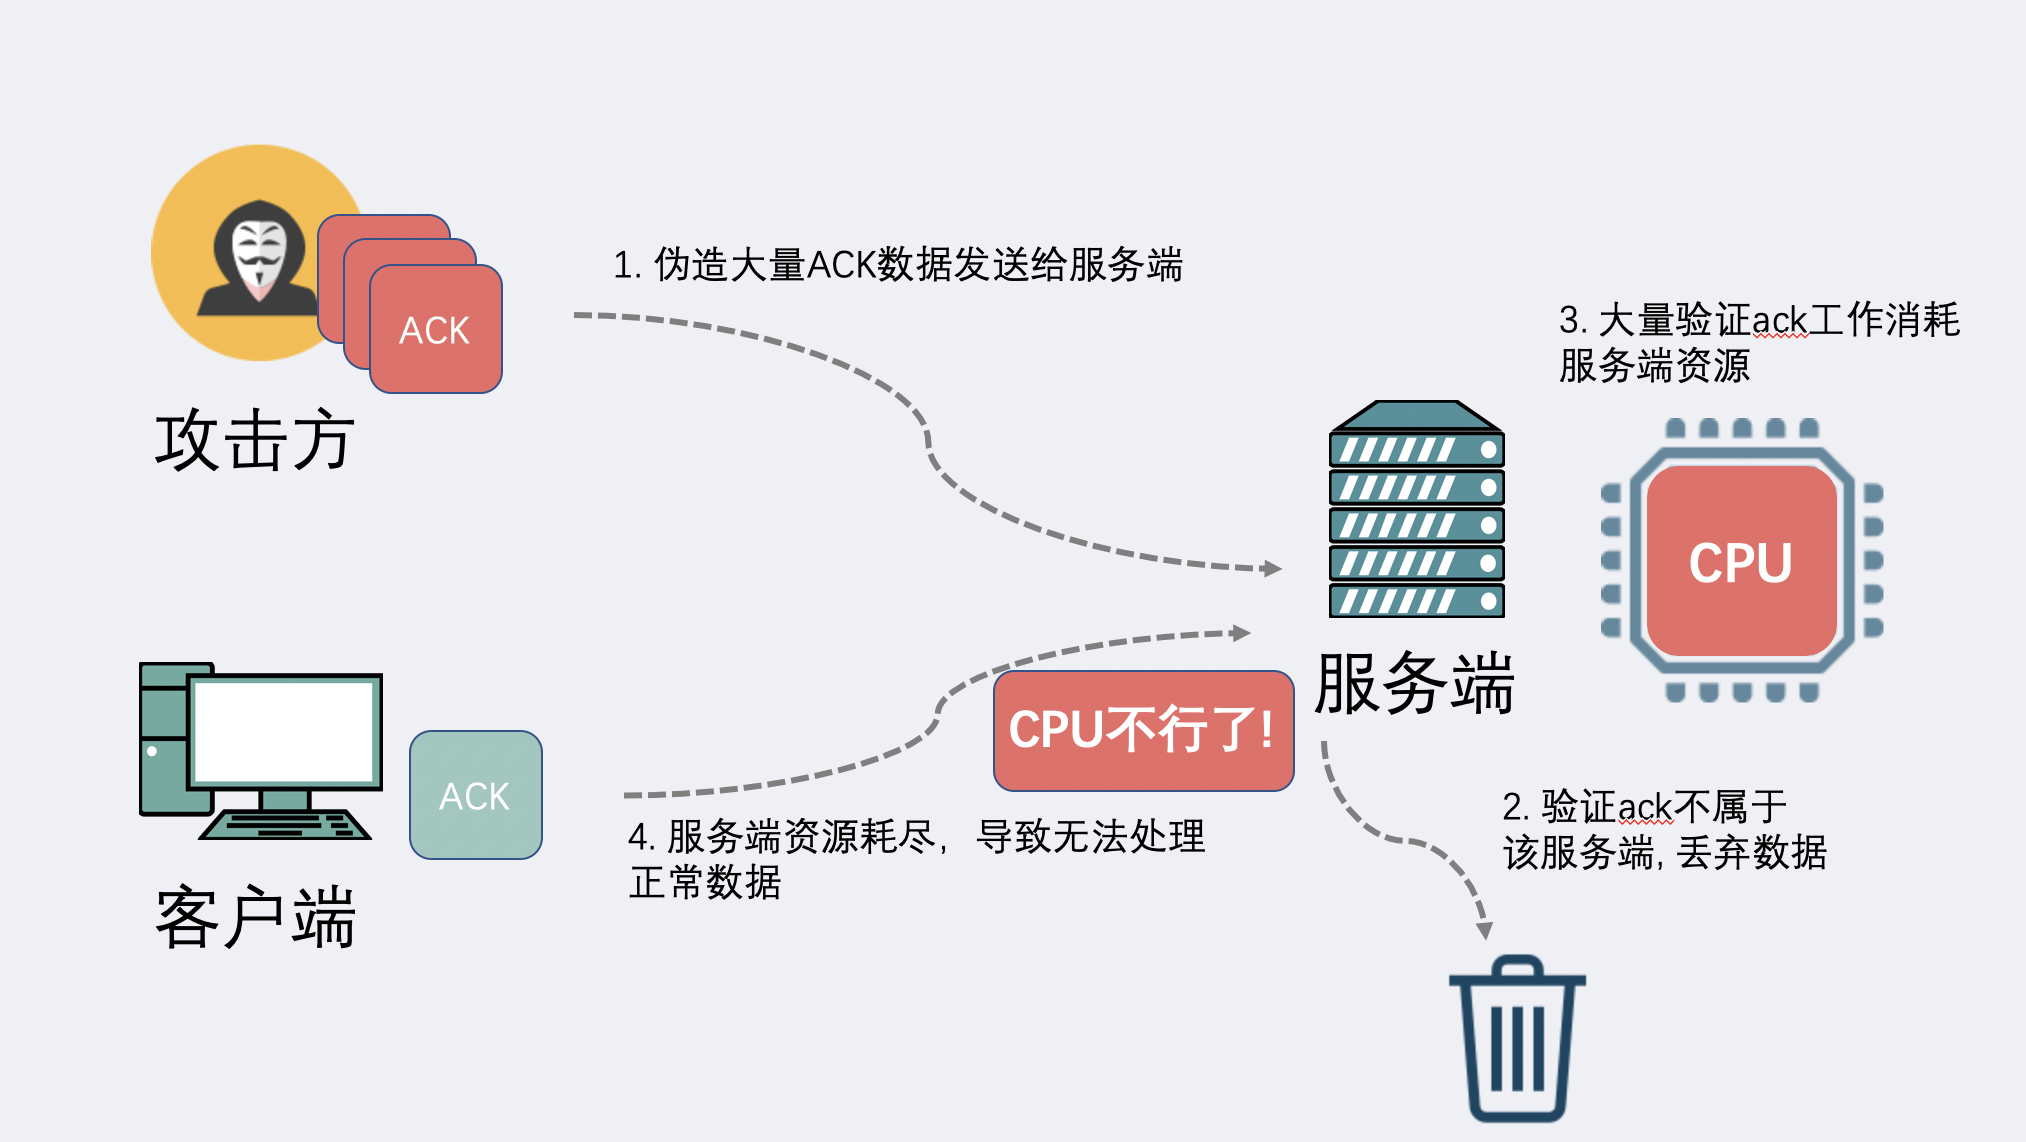 1. 伪造大量ACK数据发送给服务端
ACK
攻击方
3. 大量验证ack工作消耗
服务端资源
CPU
服务端
CPU不行了!
ACK
客户端
4. 服务端资源耗尽， 导致无法处理
正常数据
2. 验证ack不属于
该服务端, 丢弃数据